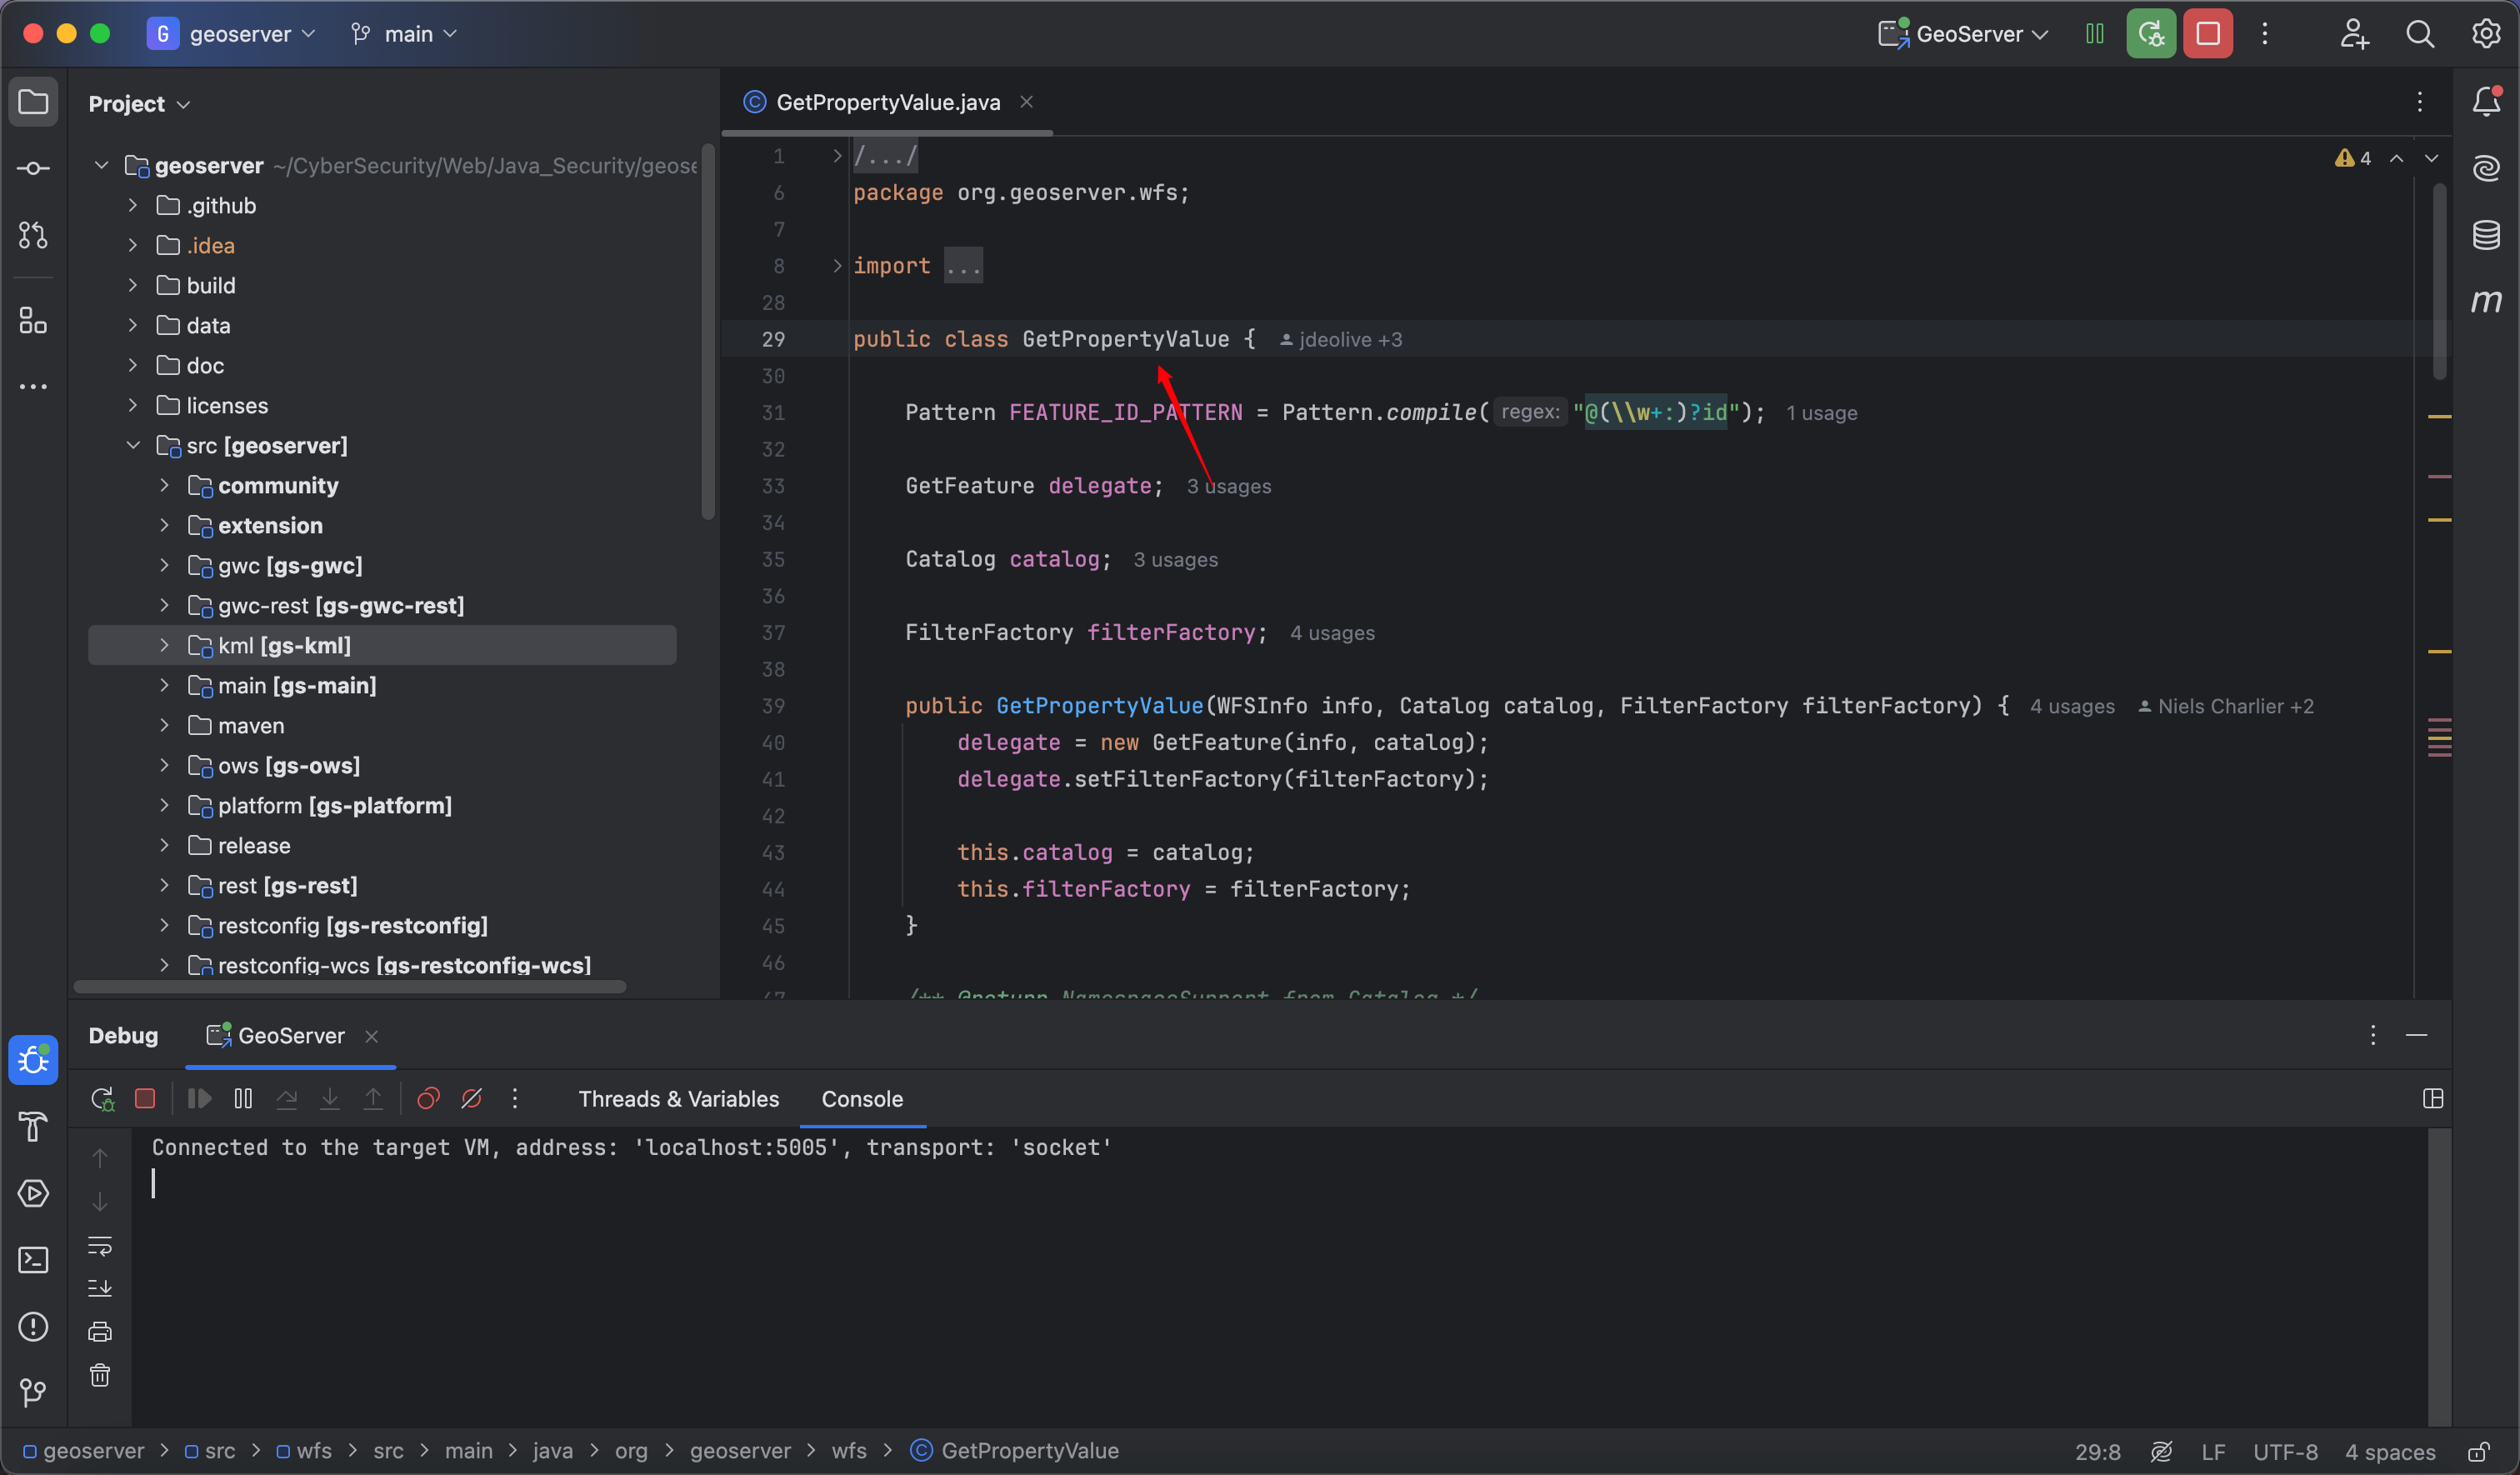 G geoserver main GeoServer
Project
geoserver ~/CyberSecurity/Web/Java_Security/geose
.github
.idea
build
data
doc
licenses
src [geoserver]
community
extension
gwc [gs-gwc]
gwc-rest [gs-gwc-rest]
kml [gs-kml]
main [gs-main]
maven
ows [gs-ows]
platform [gs-platform]
release
rest [gs-rest]
restconfig [gs-restconfig]
restconfig-wcs [gs-restconfig-wcs]
GetPropertyValue.java
4
1 /.../
6 package org.geoserver.wfs;
7
8 import ...
28
29 public class GetPropertyValue { jdeolive +3
30
31 Pattern FEATURE_ID_PATTERN = Pattern.compile( regex: "@(\\w+:)?id"); 1 usage
32
33 GetFeature delegate; 3 usages
34
35 Catalog catalog; 3 usages
36
37 FilterFactory filterFactory; 4 usages
38
39 public GetPropertyValue(WFSInfo info, Catalog catalog, FilterFactory filterFactory) { 4 usages Niels Charlier +2
40 delegate = new GetFeature(info, catalog);
41 delegate.setFilterFactory(filterFactory);
42
43 this.catalog = catalog;
44 this.filterFactory = filterFactory;
45 }
46
47 /** @return NamespaceSupport from Catalog */
m
Debug GeoServer
Threads & Variables Console
Connected to the target VM, address: 'localhost:5005', transport: 'socket'
geoserver > src > wfs > src > main > java > org > geoserver > wfs > GetPropertyValue
29:8 LF UTF-8 4 spaces